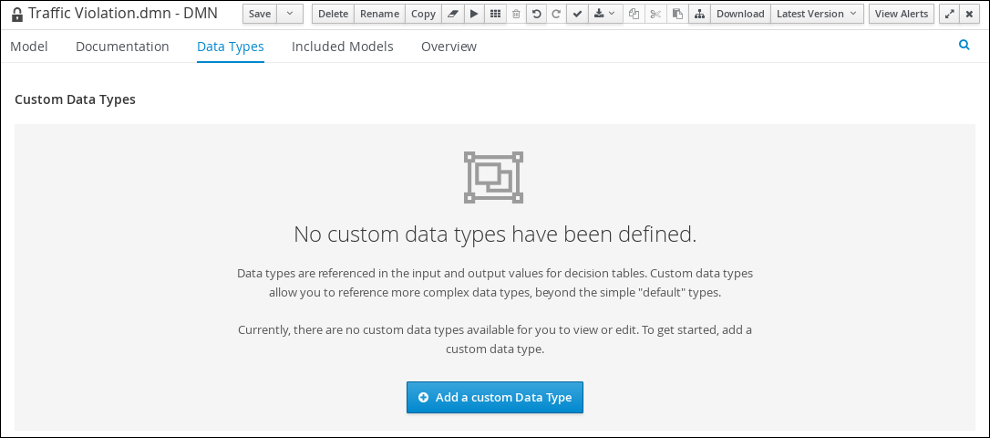 Traffic Violation.dmn - DMN
Save Delete Rename Copy Download Latest Version View Alerts
Model Documentation Data Types Included Models Overview
Custom Data Types
No custom data types have been defined.
Data types are referenced in the input and output values for decision tables. Custom data types
allow you to reference more complex data types, beyond the simple "default" types.
Currently, there are no custom data types available for you to view or edit. To get started, add a
custom data type.
Add a custom Data Type